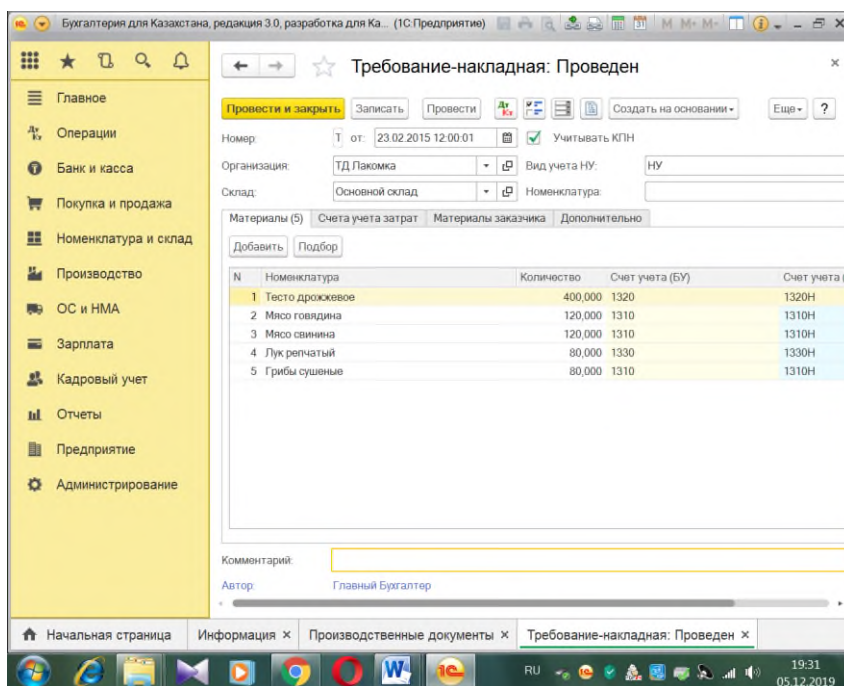 Бухгалтерия для Казахстана, редакция 3.0, разработка для Ка... (1С:Предприятие) M M+ M-
← → Требование-накладная: Проведен ×
Главное
Провести и закрыть Записать Провести Дт Кт Создать на основании Еще ?
Операции
Номер: Т от: 23.02.2015 12:00:01 Учитывать КПН
Банк и касса
Организация: ТД Лакомка Вид учета НУ: НУ
Склад: Основной склад Номенклатура:
Покупка и продажа
Материалы (5) Счета учета затрат Материалы заказчика Дополнительно
Номенклатура и склад
Добавить Подбор
Производство
N Номенклатура Количество Счет учета (БУ) Счет учета (
1 Тесто дрожжевое 400,000 1320 1320Н
ОС и НМА
2 Мясо говядина 120,000 1310 1310Н
3 Мясо свинина 120,000 1310 1310Н
Зарплата
4 Лук репчатый 80,000 1330 1330Н
5 Грибы сушеные 80,000 1310 1310Н
Кадровый учет
Отчеты
Предприятие
Администрирование
Комментарий:
Автор: Главный Бухгалтер
Начальная страница Информация × Производственные документы × Требование-накладная: Проведен ×
RU 19:31
05.12.2019